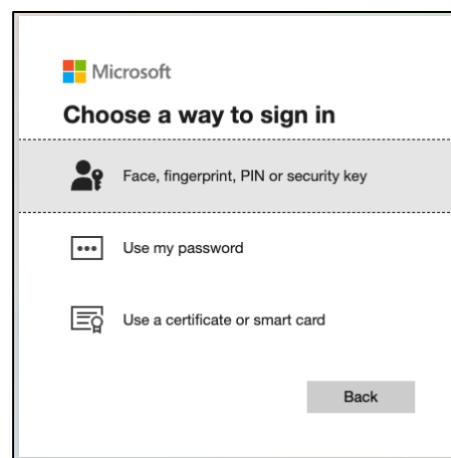 Microsoft
Choose a way to sign in
Face, fingerprint, PIN or security key
Use my password
Use a certificate or smart card
Back